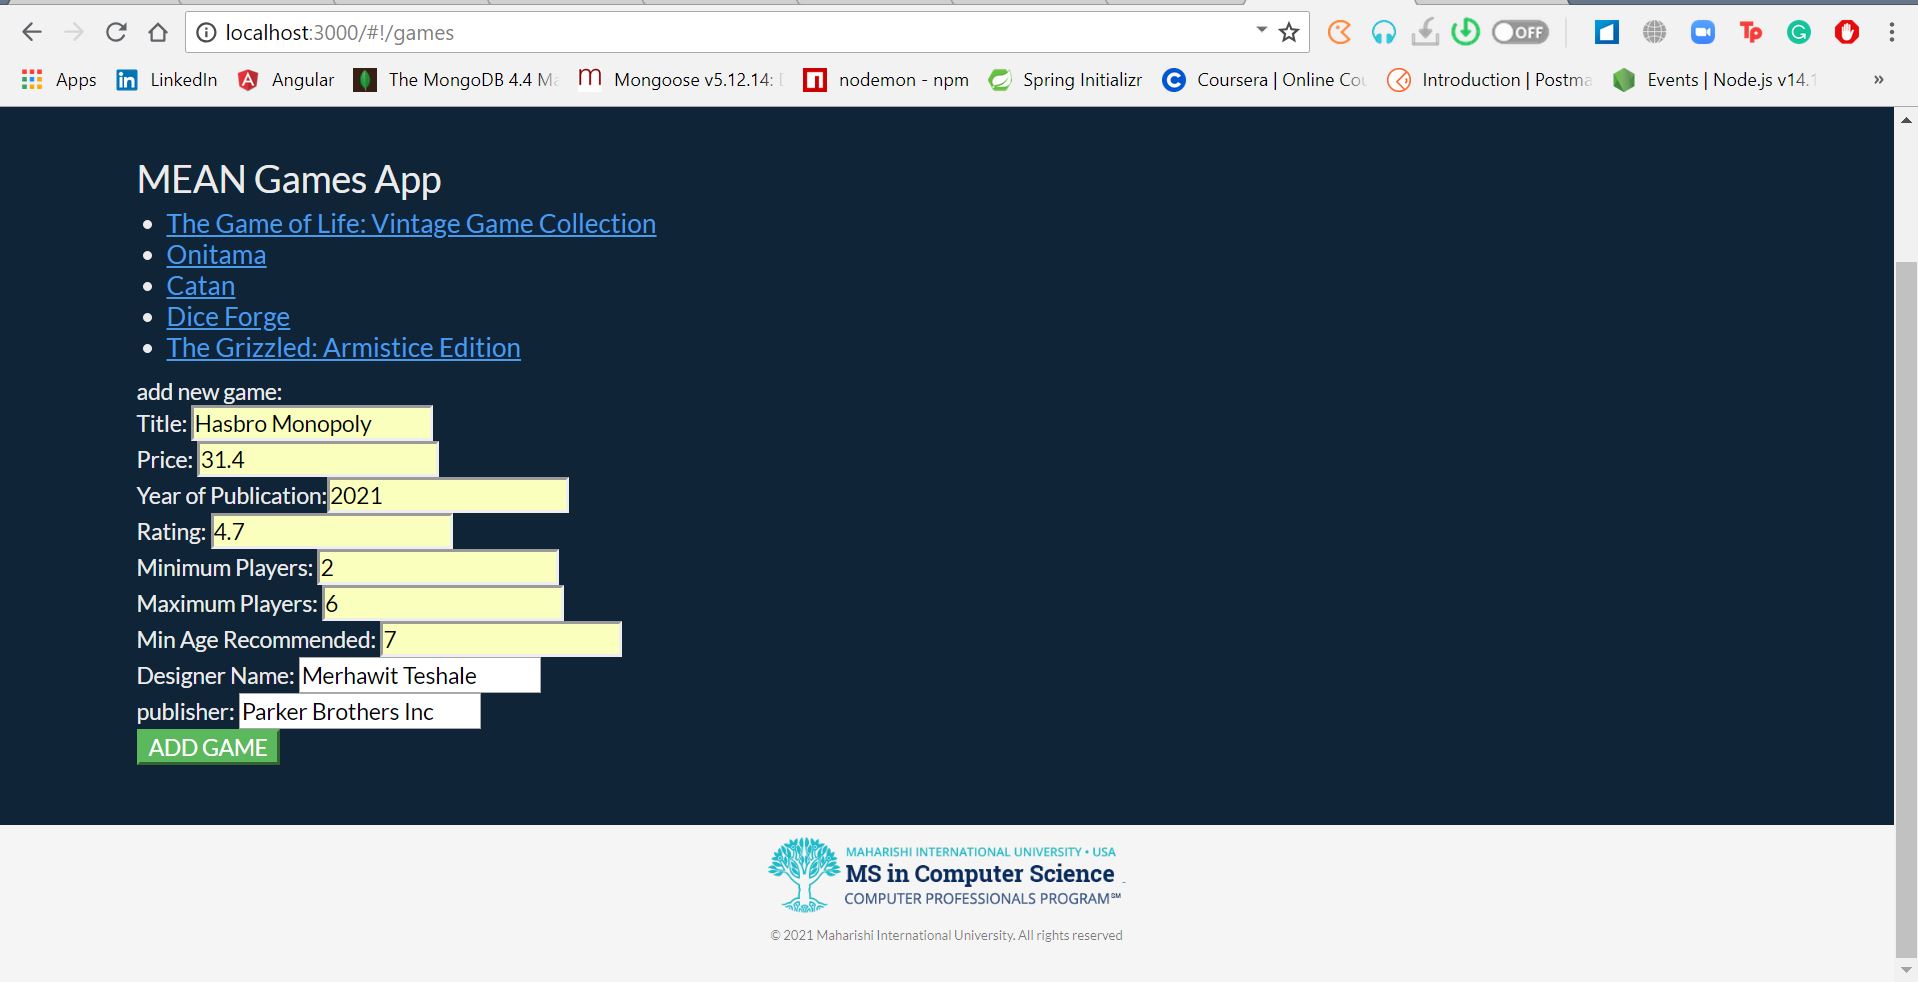 localhost:3000/#!/games
OFF
Tp
Apps LinkedIn Angular The MongoDB 4.4 Mongoose v5.12.14: nodemon - npm Spring Initializr Coursera | Online Introduction | Events | Node.js »
MEAN Games App
The Game of Life: Vintage Game Collection
Onitama
Catan
Dice Forge
The Grizzled: Armistice Edition
add new game:
Title: Hasbro Monopoly
Price: 31.4
Year of Publication: 2021
Rating: 4.7
Minimum Players: 2
Maximum Players: 6
Min Age Recommended: 7
Designer Name: Merhawit Teshale
publisher: Parker Brothers Inc
ADD GAME
MAHARISHI INTERNATIONAL UNIVERSITY • USA
MS in Computer Science
COMPUTER PROFESSIONALS PROGRAM℠
© 2021 Maharishi International University. All rights reserved